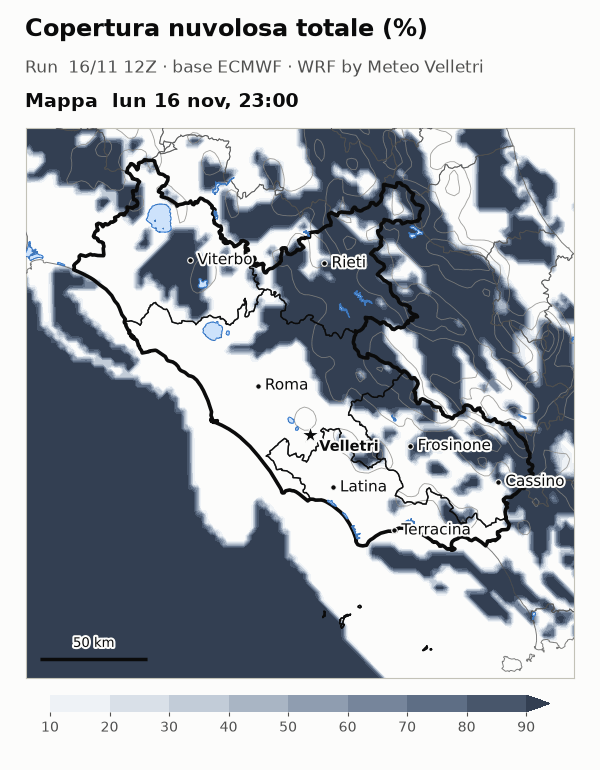 Copertura nuvolosa totale (%)
Run  16/11 12Z · base ECMWF · WRF by Meteo Velletri
Mappa  lun 16 nov, 23:00
Viterbo
Rieti
Roma
Velletri
Frosinone
Cassino
Latina
Terracina
50 km
10 20 30 40 50 60 70 80 90